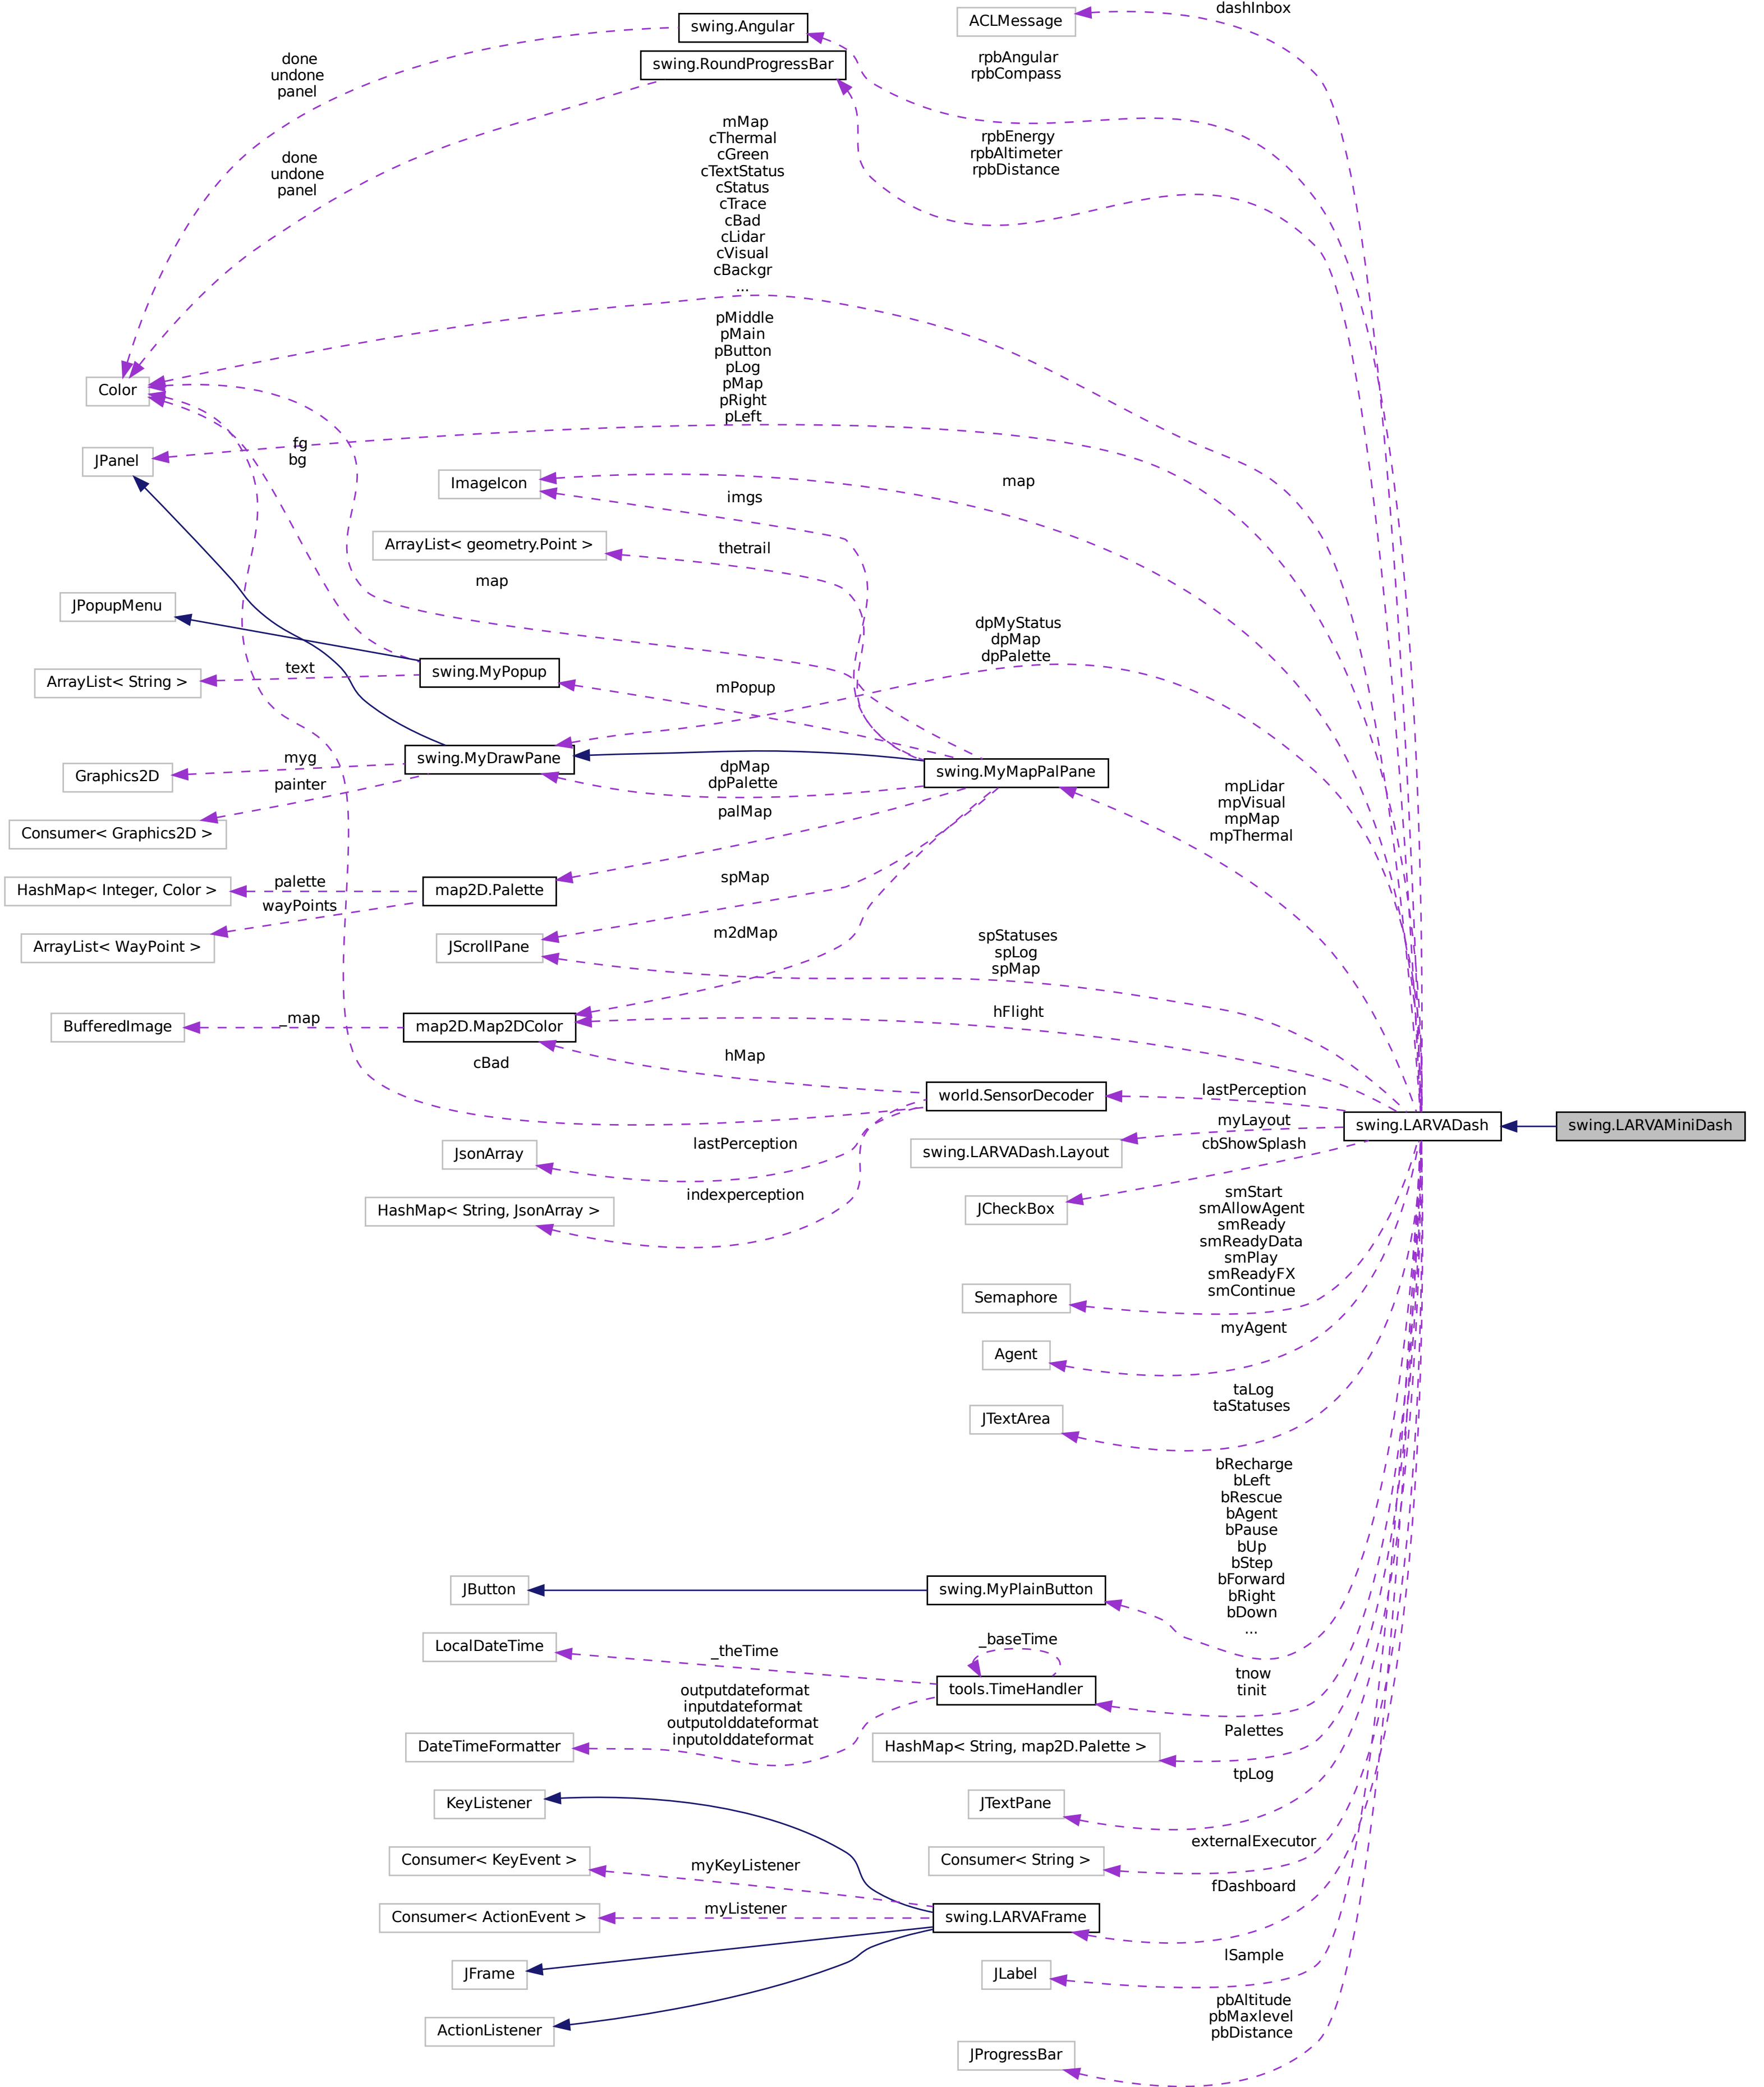 dashInbox
ACLMessage
swing.Angular
rpbAngular
rpbCompass
done
undone
panel
swing.RoundProgressBar
mMap
cThermal
cGreen
cTextStatus
cStatus
cTrace
cBad
cLidar
cVisual
cBackgr
...
rpbEnergy
rpbAltimeter
rpbDistance
done
undone
panel
pMiddle
pMain
pButton
pLog
pMap
pRight
pLeft
Color
JPanel
fg
bg
ImageIcon
imgs
map
ArrayList< geometry.Point >
thetrail
map
JPopupMenu
dpMyStatus
dpMap
dpPalette
ArrayList< String >
text
swing.MyPopup
mPopup
swing.MyDrawPane
myg
Graphics2D
painter
dpMap
dpPalette
swing.MyMapPalPane
Consumer< Graphics2D >
palMap
mpLidar
mpVisual
mpMap
mpThermal
HashMap< Integer, Color >
palette
map2D.Palette
spMap
wayPoints
ArrayList< WayPoint >
JScrollPane
m2dMap
spStatuses
spLog
spMap
BufferedImage
_map
map2D.Map2DColor
hFlight
cBad
hMap
world.SensorDecoder
lastPerception
swing.LARVADash
swing.LARVAMiniDash
JsonArray
lastPerception
swing.LARVADash.Layout
myLayout
cbShowSplash
HashMap< String, JsonArray >
indexperception
JCheckBox
smStart
smAllowAgent
smReady
smReadyData
smPlay
smReadyFX
smContinue
Semaphore
myAgent
Agent
taLog
taStatuses
JTextArea
bRecharge
bLeft
bRescue
bAgent
bPause
bUp
bStep
bForward
bRight
bDown
...
JButton
swing.MyPlainButton
LocalDateTime
_theTime
_baseTime
tools.TimeHandler
tnow
tinit
outputdateformat
inputdateformat
outputolddateformat
inputolddateformat
DateTimeFormatter
HashMap< String, map2D.Palette >
Palettes
KeyListener
JTextPane
tpLog
Consumer< KeyEvent >
myKeyListener
Consumer< String >
externalExecutor
Consumer< ActionEvent >
myListener
swing.LARVAFrame
fDashboard
JFrame
JLabel
lSample
ActionListener
pbAltitude
pbMaxlevel
pbDistance
JProgressBar